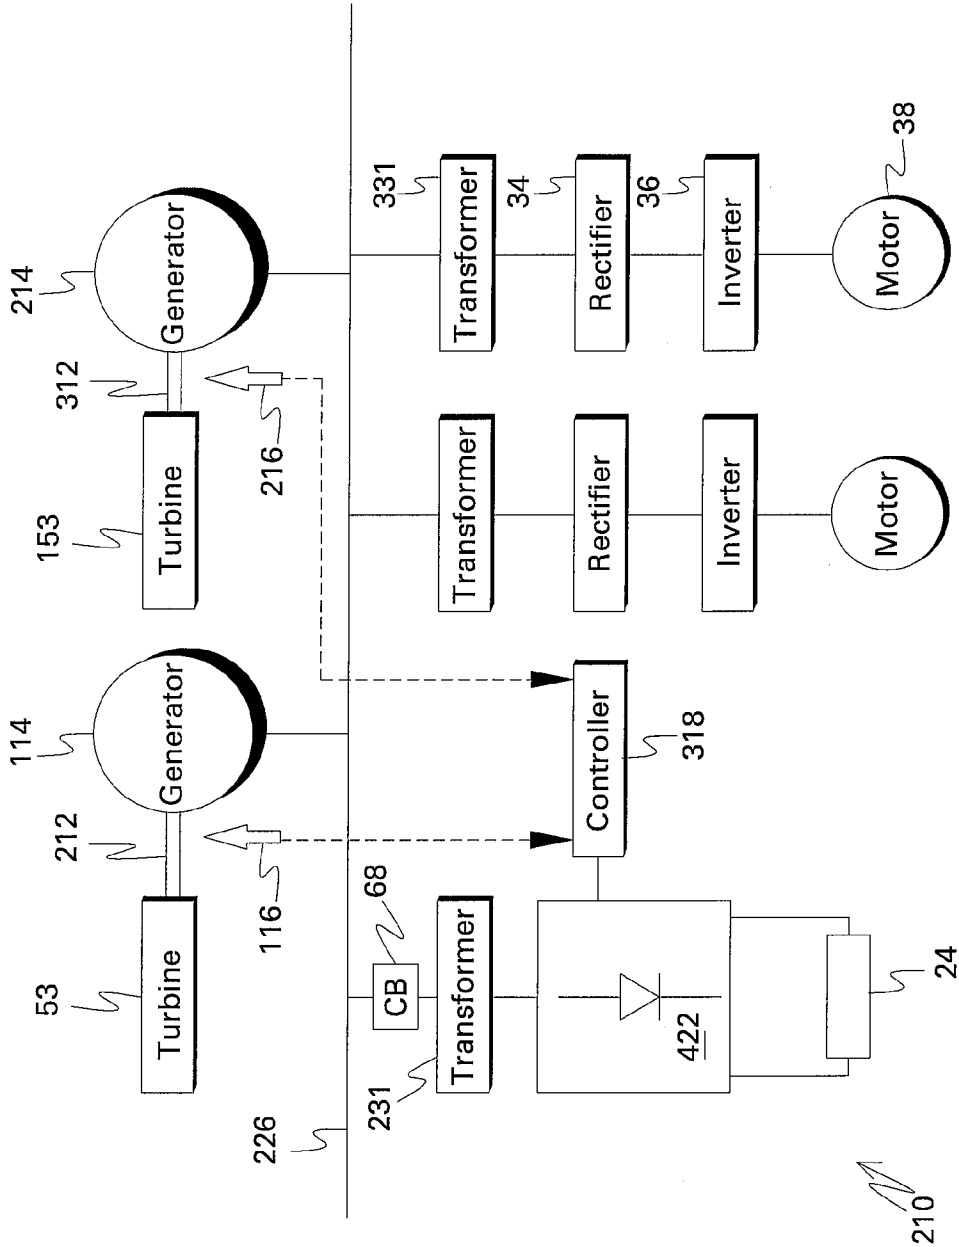 214
Generator
312
153
Turbine
216
114
Generator
212
53
Turbine
116
226
331
Transformer
34
Rectifier
36
Inverter
38
Motor
Transformer
Rectifier
Inverter
Motor
Controller
318
68
CB
Transformer
231
422
24
210